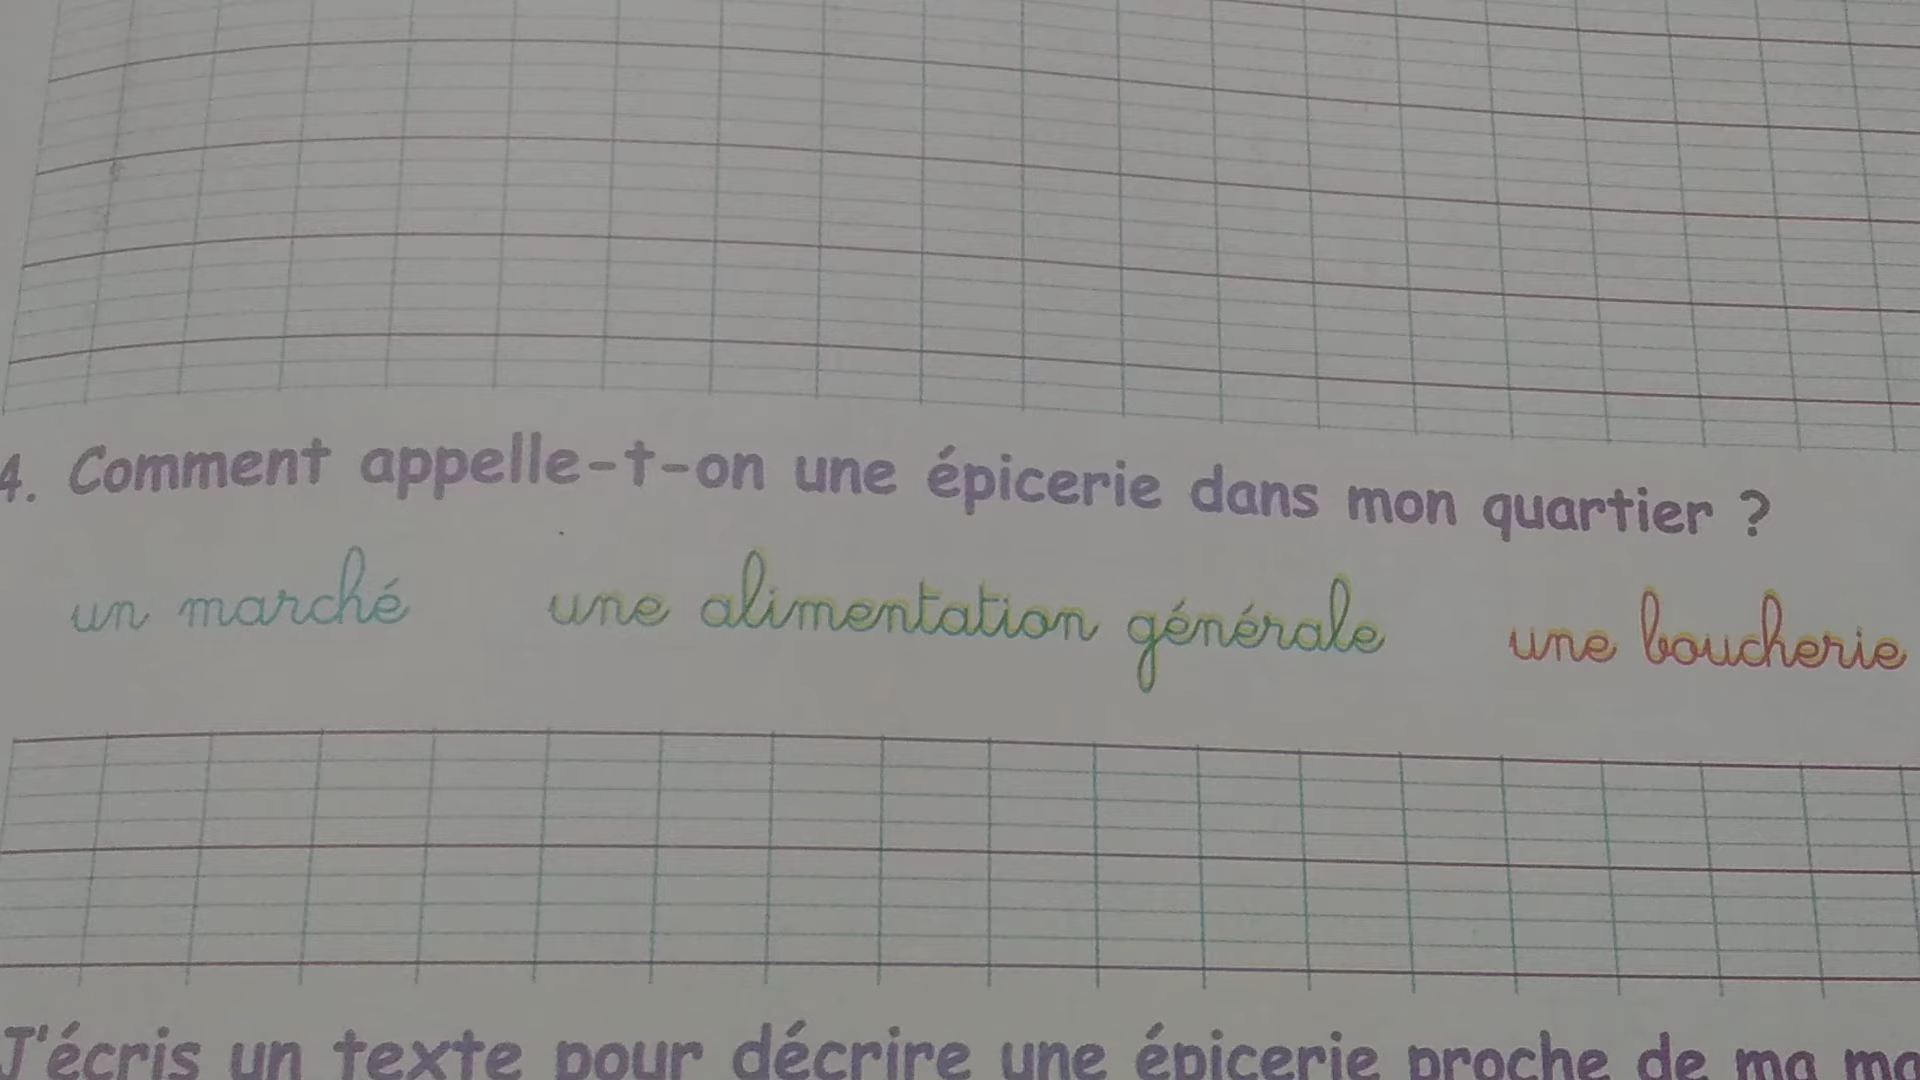 4. Comment appelle-t-on une épicerie dans mon quartier ?
un marché une alimentation générale une boucherie
J'écris un texte pour décrire une épicerie proche de ma